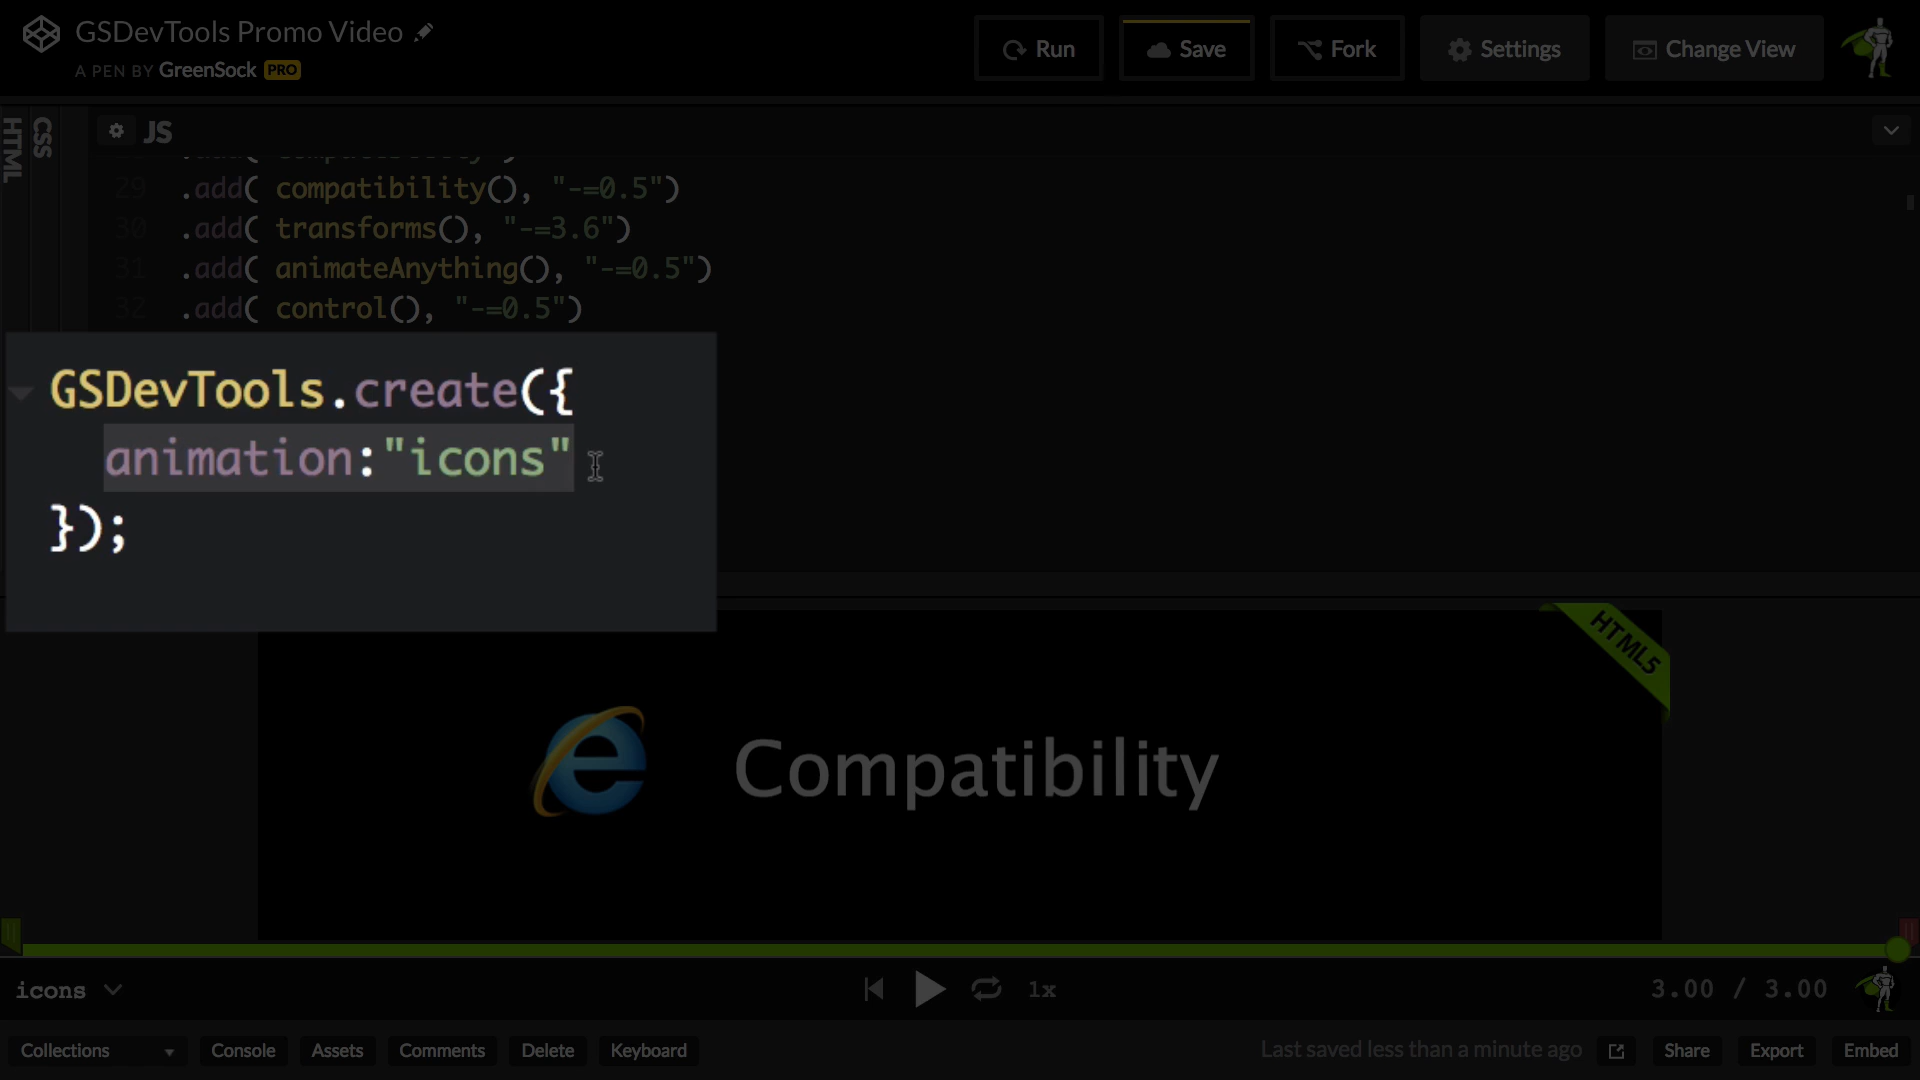 GSDevTools Promo Video
A PEN BY GreenSock PRO
Run
Save
Fork
Settings
Change View
HTML
CSS
JS
29 .add( compatibility(), "-=0.5")
30 .add( transforms(), "-=3.6")
31 .add( animateAnything(), "-=0.5")
32 .add( control(), "-=0.5")
GSDevTools.create({
animation:"icons"
});
HTML5
Compatibility
icons
1x
3.00 / 3.00
Collections
Console
Assets
Comments
Delete
Keyboard
Last saved less than a minute ago
Share
Export
Embed